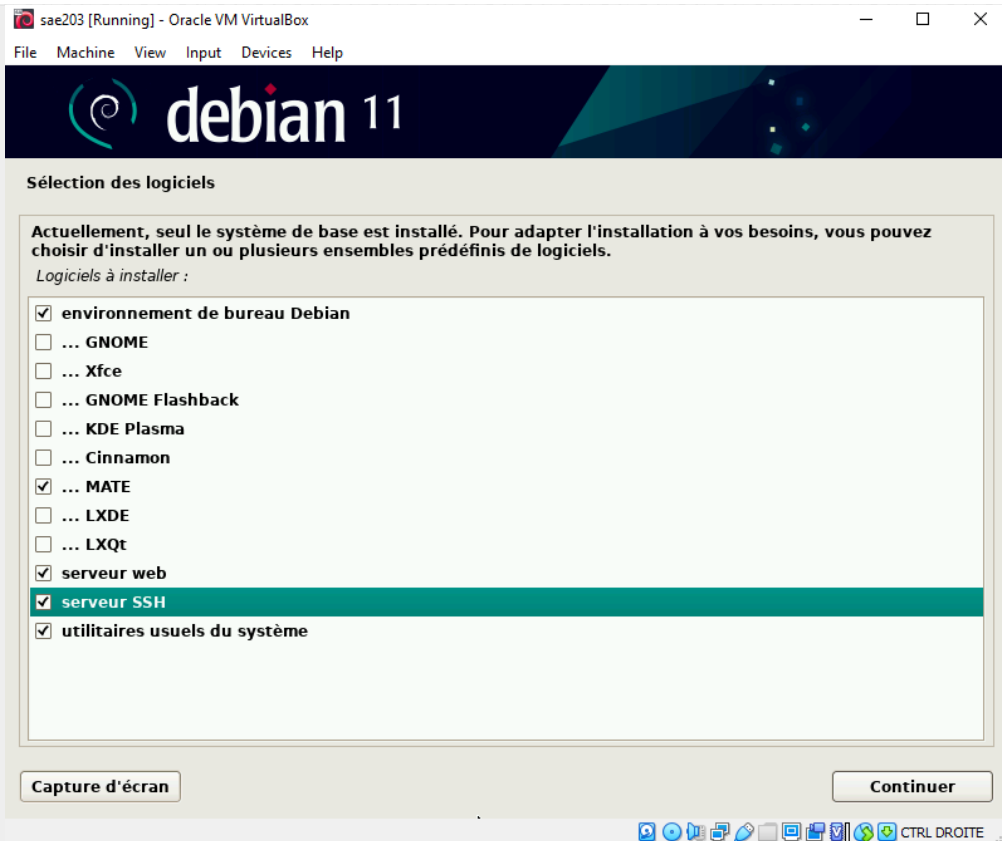 sae203 [Running] - Oracle VM VirtualBox
File Machine View Input Devices Help
debian 11
Sélection des logiciels
Actuellement, seul le système de base est installé. Pour adapter l'installation à vos besoins, vous pouvez
choisir d'installer un ou plusieurs ensembles prédéfinis de logiciels.
Logiciels à installer :
environnement de bureau Debian
... GNOME
... Xfce
... GNOME Flashback
... KDE Plasma
... Cinnamon
... MATE
... LXDE
... LXQt
serveur web
serveur SSH
utilitaires usuels du système
Capture d'écran
Continuer
CTRL DROITE